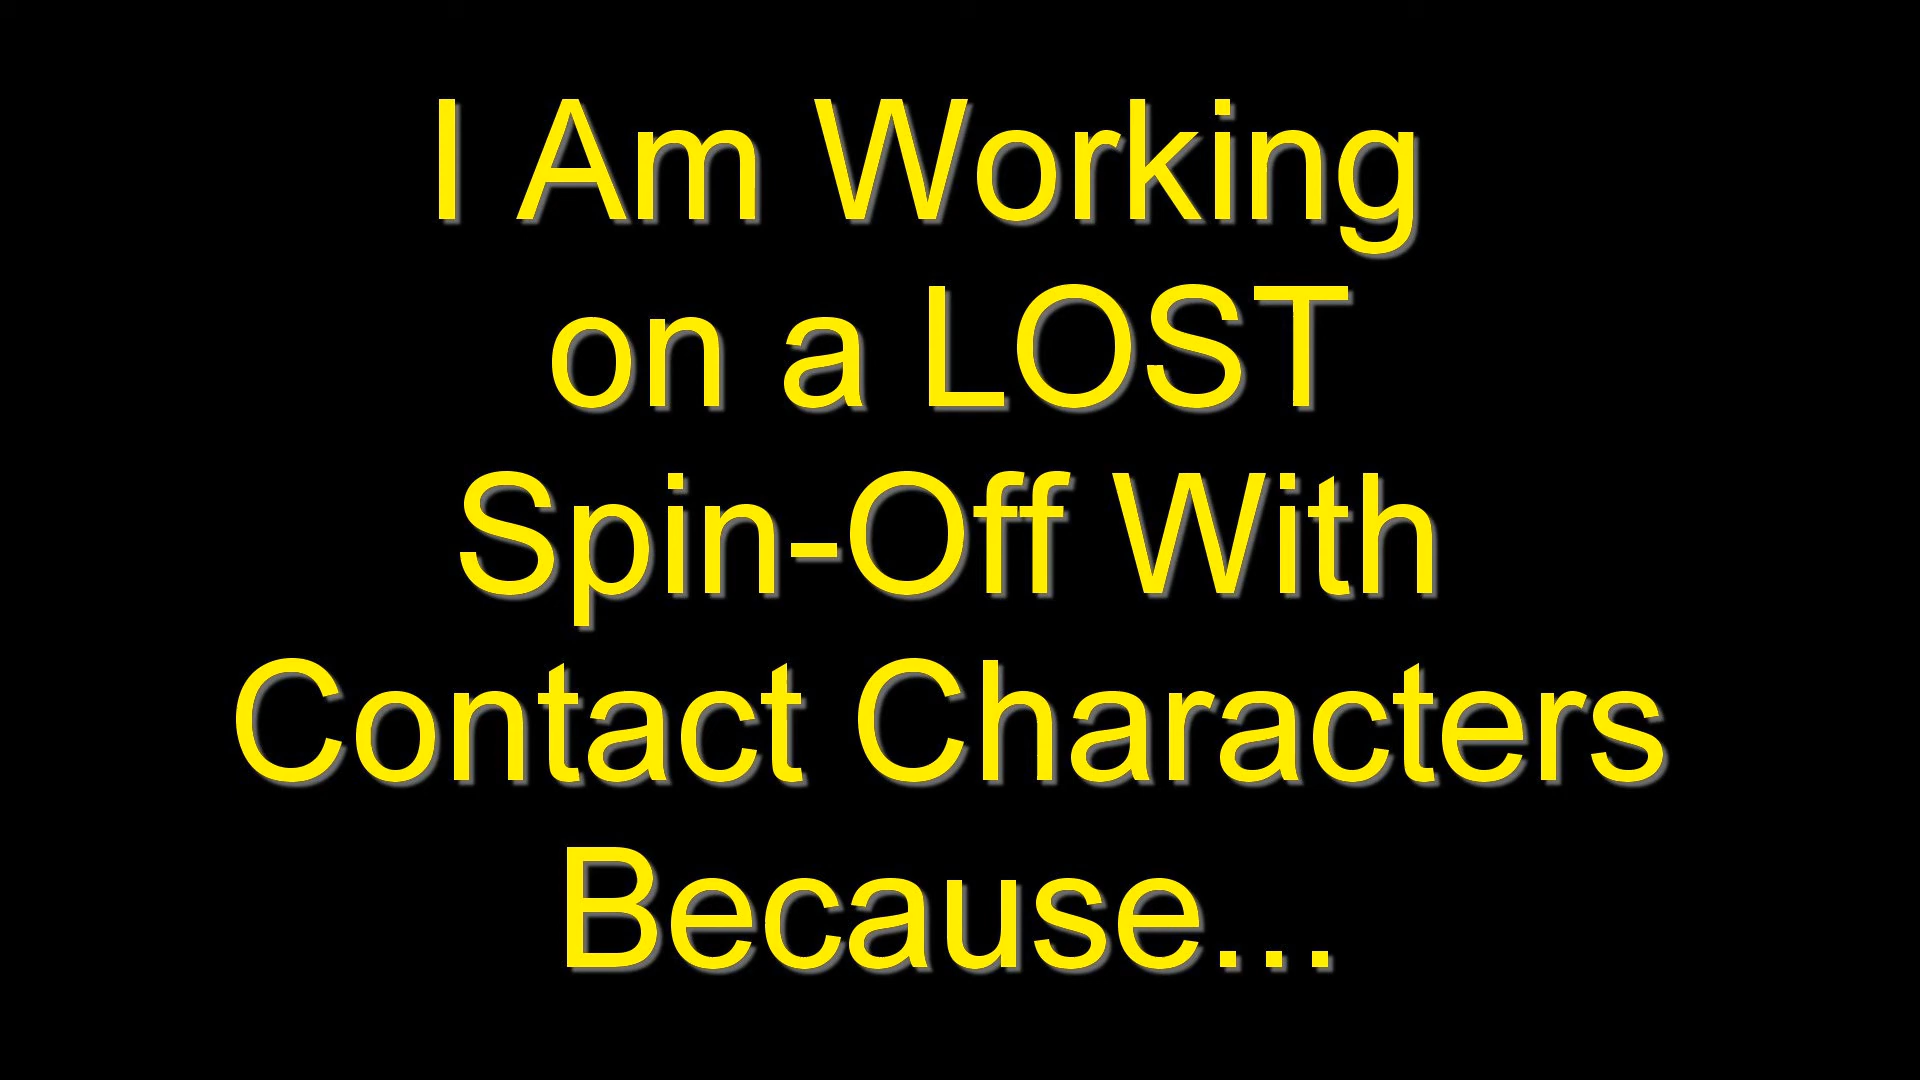 I Am Working
on a LOST
Spin-Off With
Contact Characters
Because...